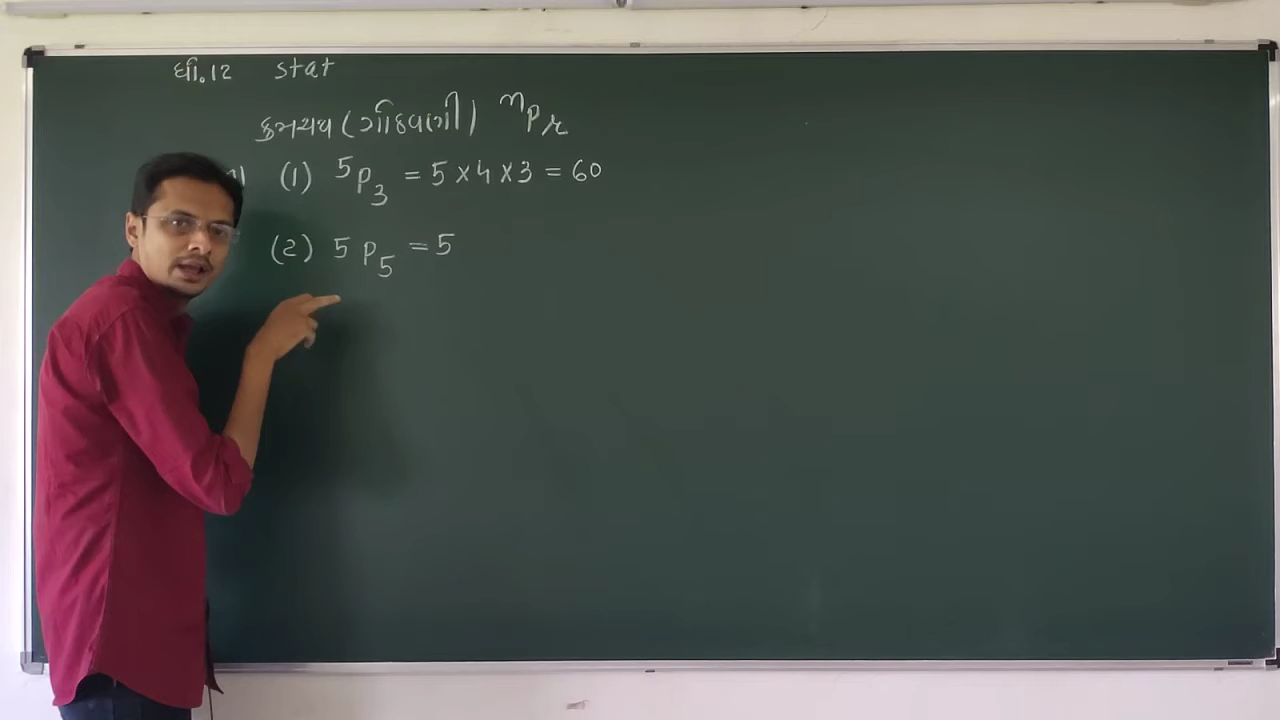 ધો.12 stat
ક્રમચય (ગોઠવણી) ⁿPᵣ
(1) ⁵P₃ = 5 × 4 × 3 = 60
(2) 5 P₅ = 5